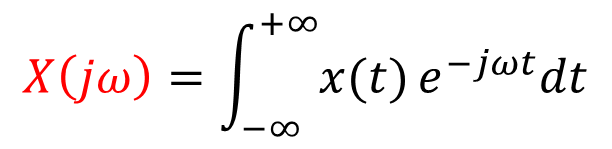 X(jω) = ∫_{−∞}^{+∞} x(t) e^{−jωt} dt